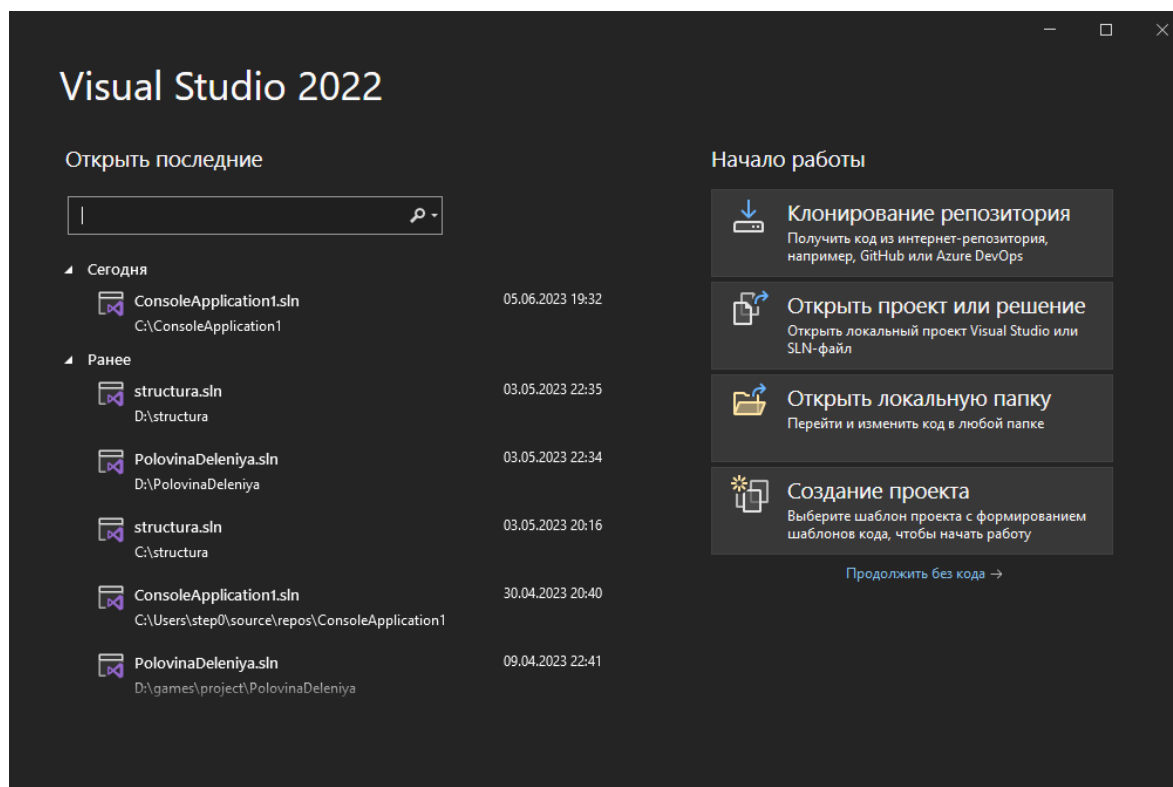 Visual Studio 2022
Открыть последние
Сегодня
ConsoleApplication1.sln 05.06.2023 19:32
C:\ConsoleApplication1
Ранее
structura.sln 03.05.2023 22:35
D:\structura
PolovinaDeleniya.sln 03.05.2023 22:34
D:\PolovinaDeleniya
structura.sln 03.05.2023 20:16
C:\structura
ConsoleApplication1.sln 30.04.2023 20:40
C:\Users\step0\source\repos\ConsoleApplication1
PolovinaDeleniya.sln 09.04.2023 22:41
D:\games\project\PolovinaDeleniya
Начало работы
Клонирование репозитория
Получить код из интернет-репозитория,
например, GitHub или Azure DevOps
Открыть проект или решение
Открыть локальный проект Visual Studio или
SLN-файл
Открыть локальную папку
Перейти и изменить код в любой папке
Создание проекта
Выберите шаблон проекта с формированием
шаблонов кода, чтобы начать работу
Продолжить без кода →